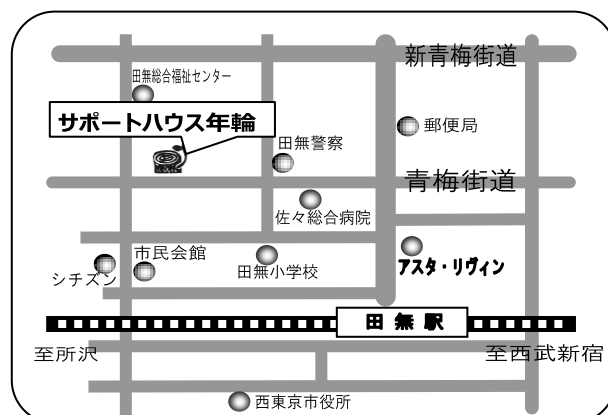 新青梅街道
田無総合福祉センター
サポートハウス年輪
郵便局
田無警察
青梅街道
佐々総合病院
市民会館
田無小学校
アスタ・リヴィン
シチズン
田無駅
至所沢
至西武新宿
西東京市役所